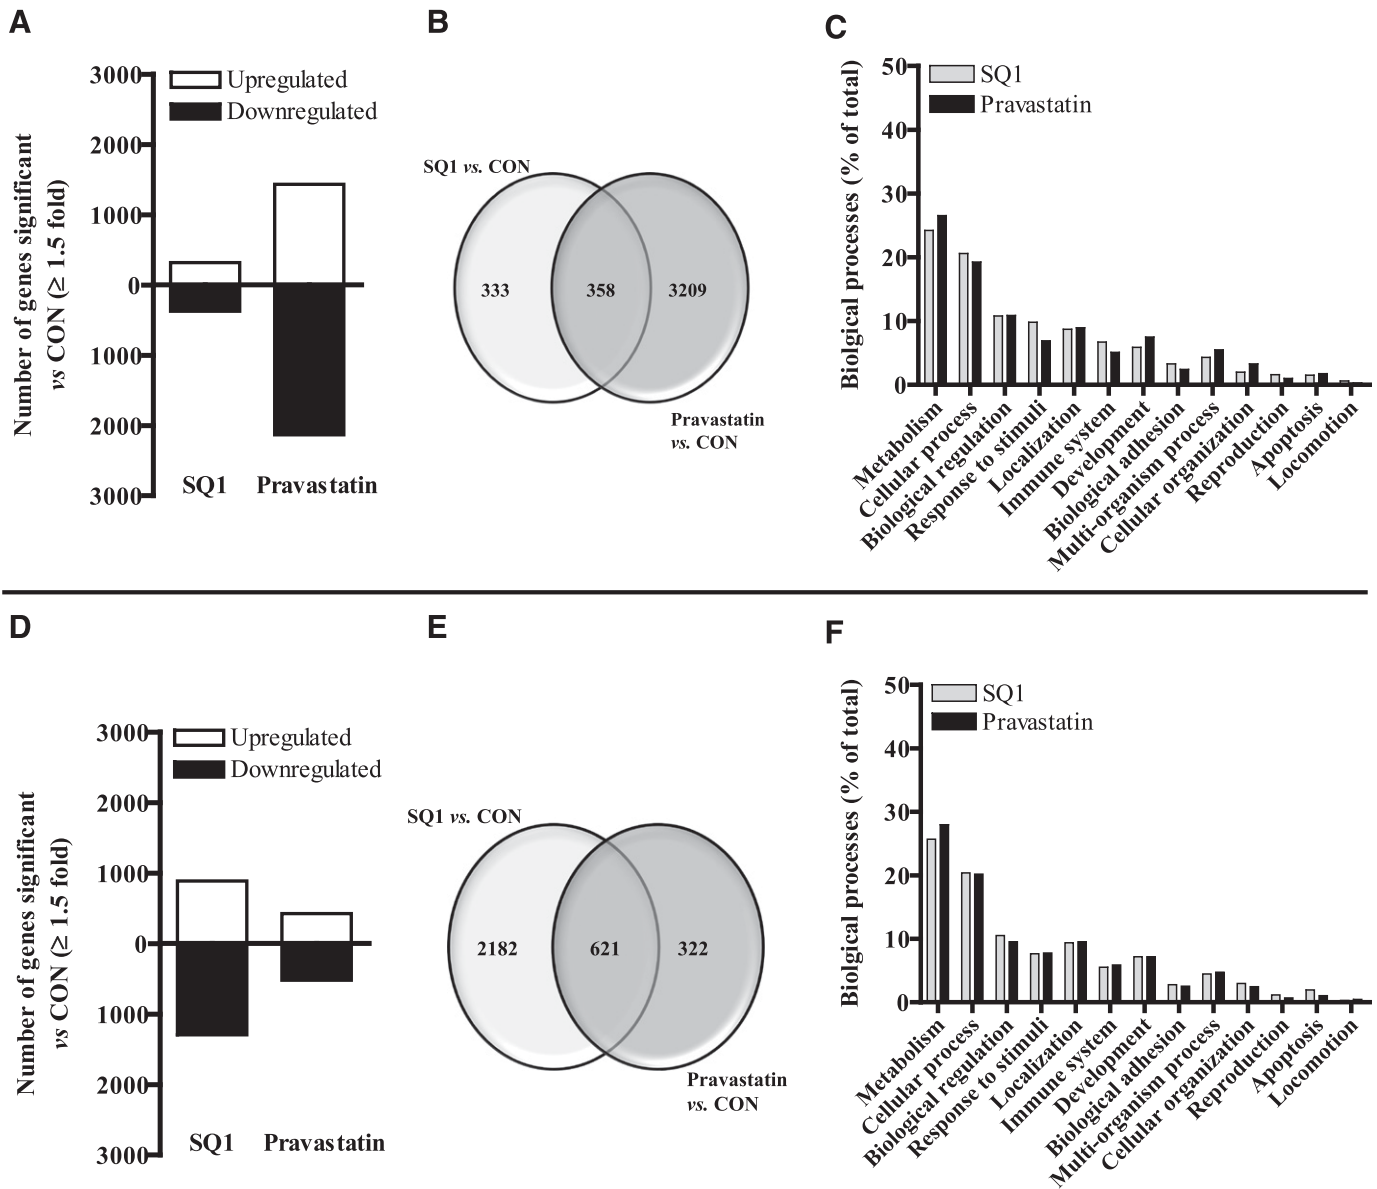 A
3000
2000
1000
0
1000
2000
3000
Number of genes significant
vs CON (≥ 1.5 fold)
Upregulated
Downregulated
SQ1
Pravastatin
B
SQ1 vs. CON
333
358
3209
Pravastatin
vs. CON
C
50
40
30
20
10
0
Biolgical processes (% of total)
SQ1
Pravastatin
Metabolism
Cellular process
Biological regulation
Response to stimuli
Localization
Immune system
Development
Biological adhesion
Multi-organism process
Cellular organization
Reproduction
Apoptosis
Locomotion
D
3000
2000
1000
0
1000
2000
3000
Number of genes significant
vs CON (≥ 1.5 fold)
Upregulated
Downregulated
SQ1
Pravastatin
E
SQ1 vs. CON
2182
621
322
Pravastatin
vs. CON
F
50
40
30
20
10
0
Biolgical processes (% of total)
SQ1
Pravastatin
Metabolism
Cellular process
Biological regulation
Response to stimuli
Localization
Immune system
Development
Biological adhesion
Multi-organism process
Cellular organization
Reproduction
Apoptosis
Locomotion